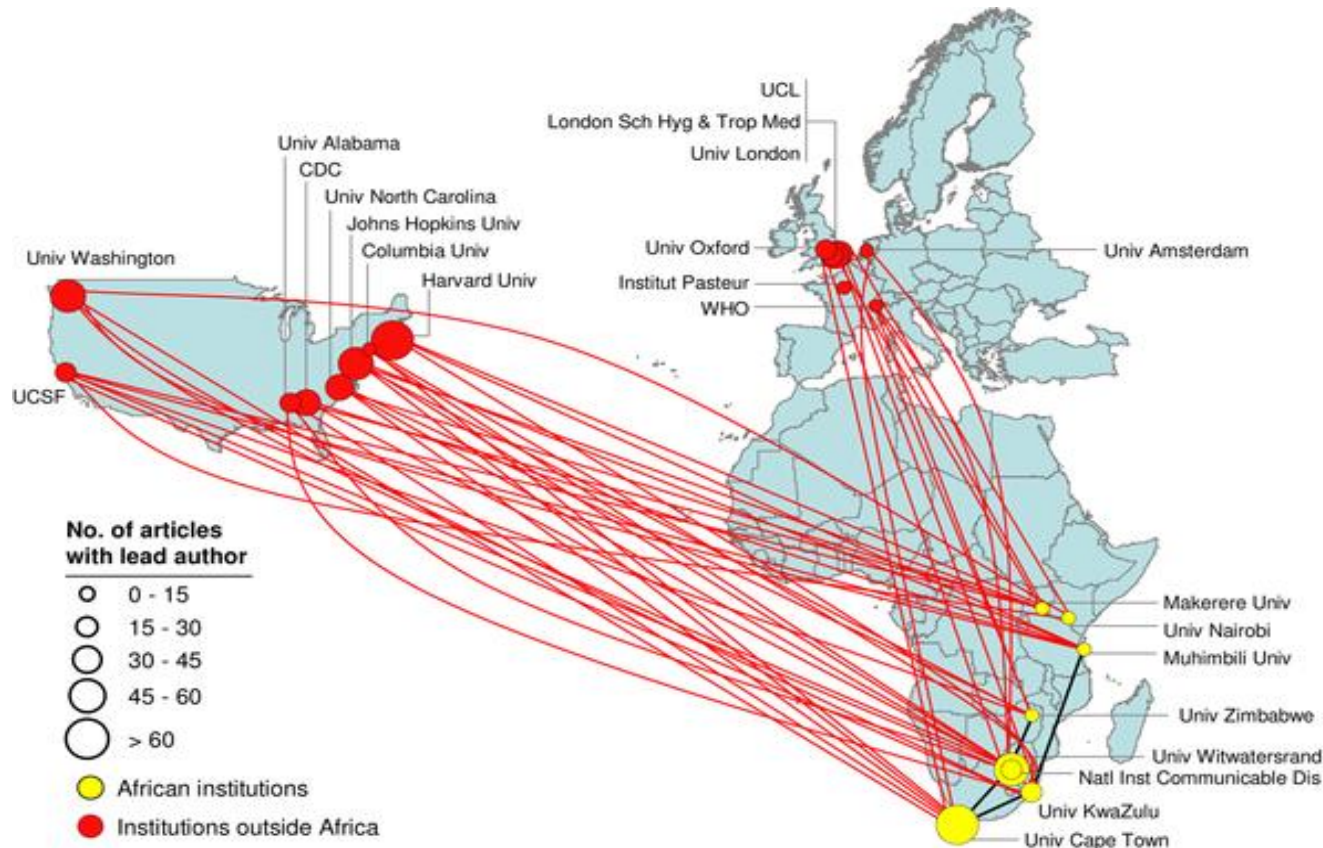 UCL
London Sch Hyg & Trop Med
Univ London
Univ Alabama
CDC
Univ North Carolina
Johns Hopkins Univ
Columbia Univ
Harvard Univ
Univ Washington
UCSF
Univ Oxford
Institut Pasteur
WHO
Univ Amsterdam
No. of articles
with lead author
0 - 15
15 - 30
30 - 45
45 - 60
> 60
African institutions
Institutions outside Africa
Makerere Univ
Univ Nairobi
Muhimbili Univ
Univ Zimbabwe
Univ Witwatersrand
Natl Inst Communicable Dis
Univ KwaZulu
Univ Cape Town